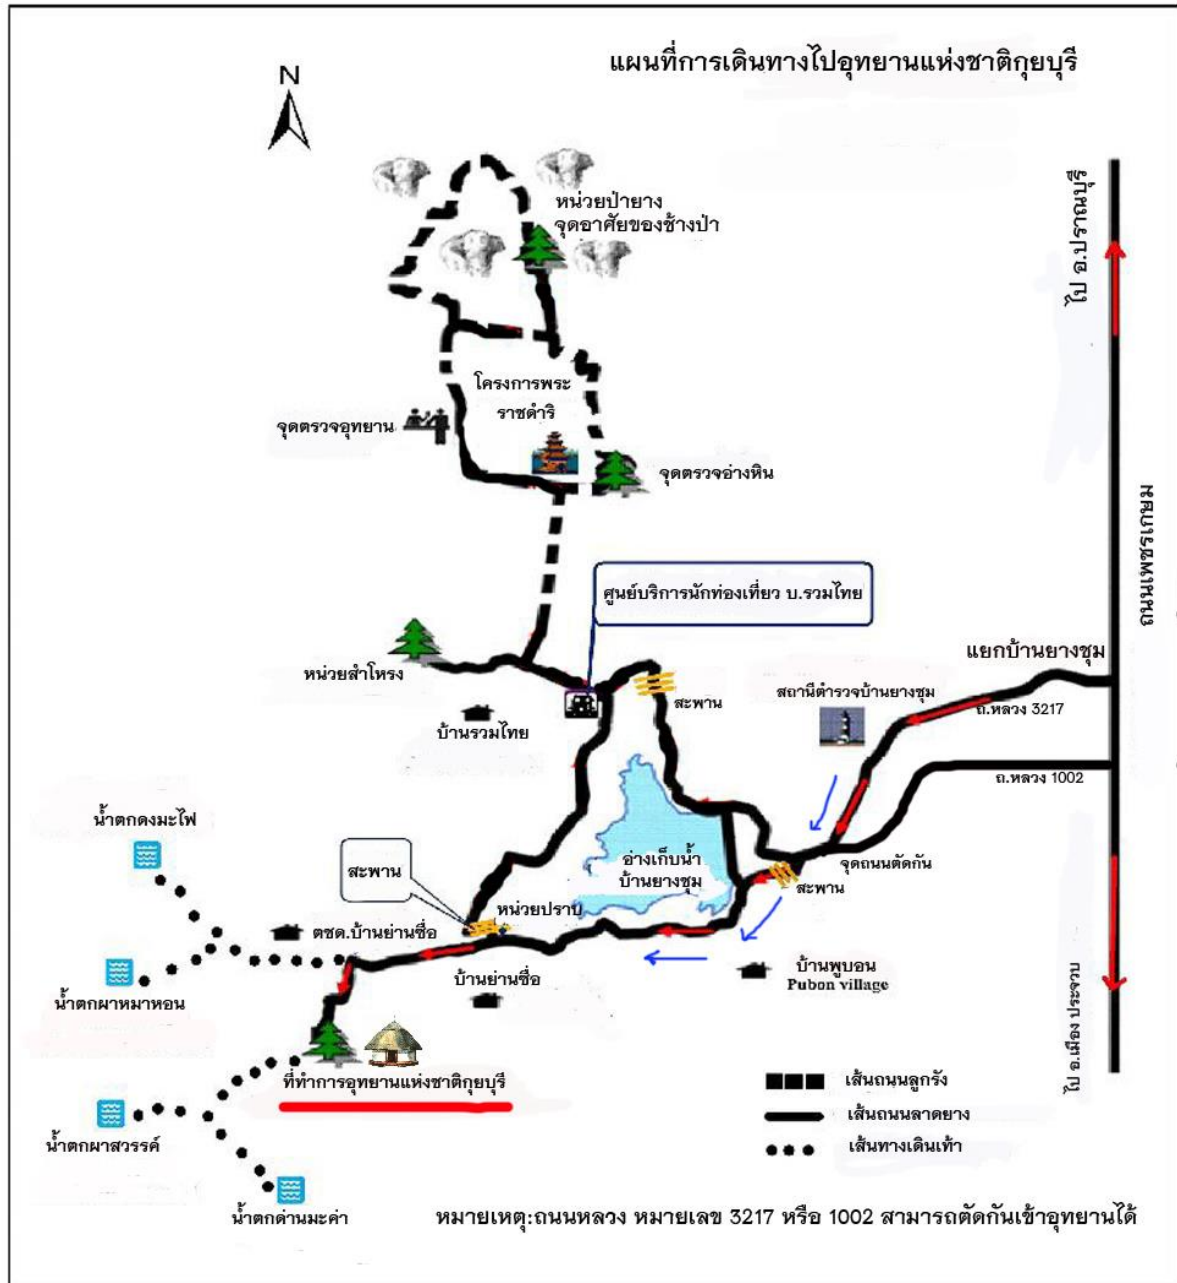 แผนที่การเดินทางไปอุทยานแห่งชาติกุยบุรี
N
หน่วยป่ายาง
จุดอาศัยของช้างป่า
ไป อ.ปราณบุรี
โครงการพระ
ราชดำริ
จุดตรวจอุทยาน
จุดตรวจอ่างหิน
ถนนเพชรเกษม
ศูนย์บริการนักท่องเที่ยว บ.รวมไทย
แยกบ้านยางชุม
หน่วยสำโหรง
สะพาน
สถานีตำรวจบ้านยางชุม
ถ.หลวง 3217
บ้านรวมไทย
ถ.หลวง 1002
น้ำตกดงมะไฟ
อ่างเก็บน้ำ
บ้านยางชุม
จุดถนนตัดกัน
สะพาน
สะพาน
หน่วยปราบ
ตชด.บ้านย่านซื่อ
บ้านย่านซื่อ
บ้านพูบอน
Pubon village
น้ำตกผาหมาหอน
ไป อ.เมือง ประจวบ
ที่ทำการอุทยานแห่งชาติกุยบุรี
เส้นถนนลูกรัง
เส้นถนนลาดยาง
เส้นทางเดินเท้า
น้ำตกผาสวรรค์
น้ำตกด่านมะค่า
หมายเหตุ:ถนนหลวง หมายเลข 3217 หรือ 1002 สามารถตัดกันเข้าอุทยานได้